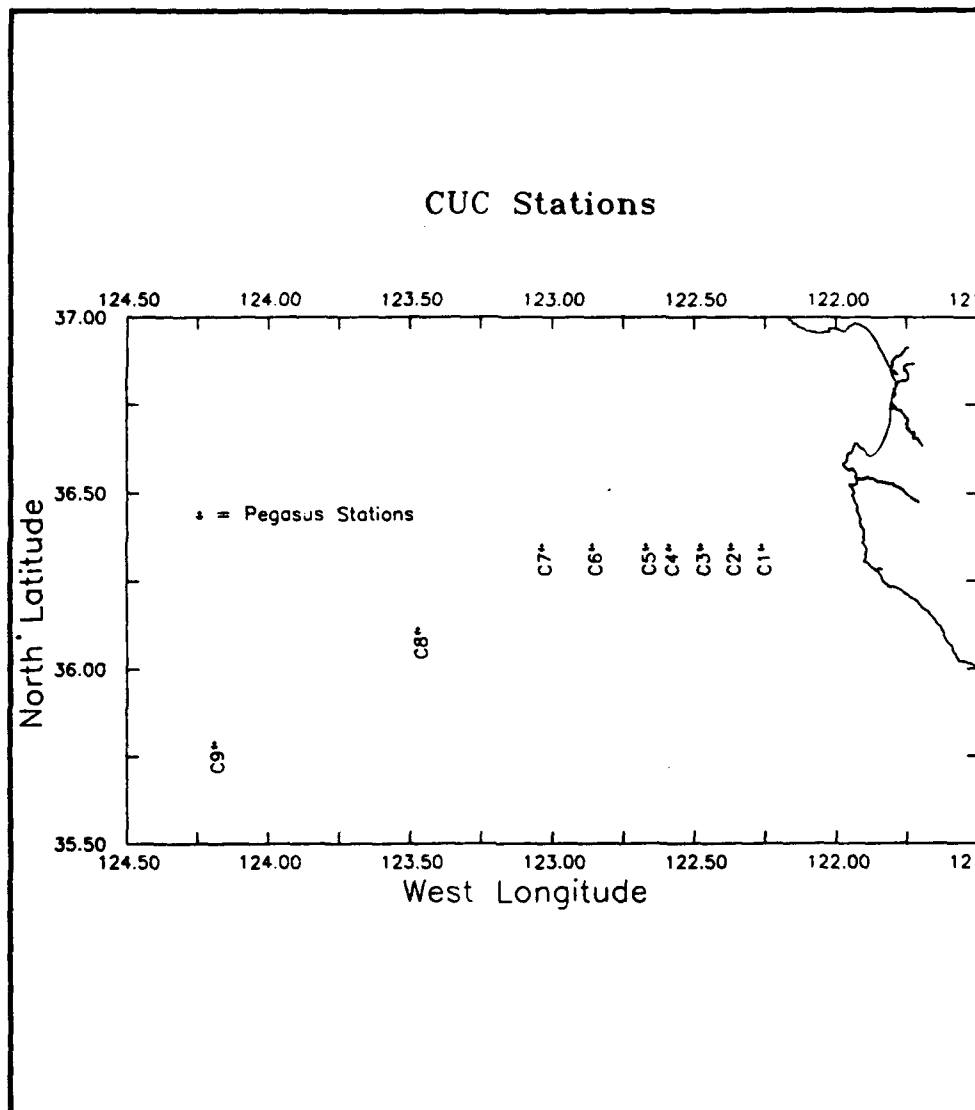 CUC Stations
124.50 124.00 123.50 123.00 122.50 122.00 12
37.00
36.50
36.00
35.50
North Latitude
* = Pegasus Stations
C7* C6* C5* C4* C3* C2* C1*
C8*
C9*
124.50 124.00 123.50 123.00 122.50 122.00 12
West Longitude